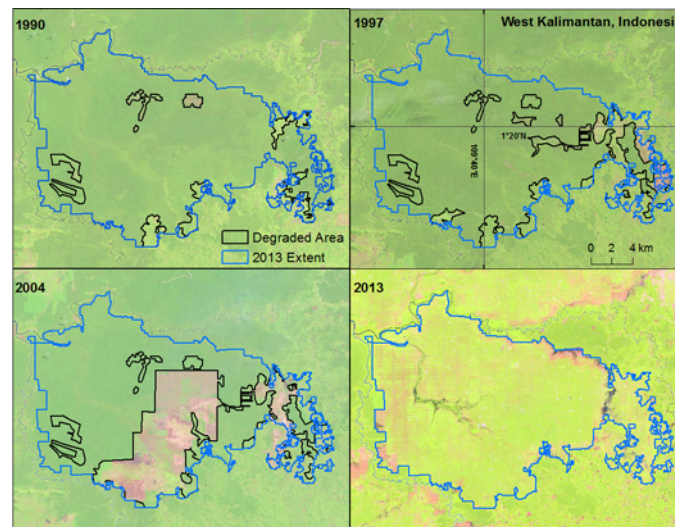 1990
1997
West Kalimantan, Indonesi
1°20'N
109°40'E
Degraded Area
2013 Extent
0 2 4 km
2004
2013